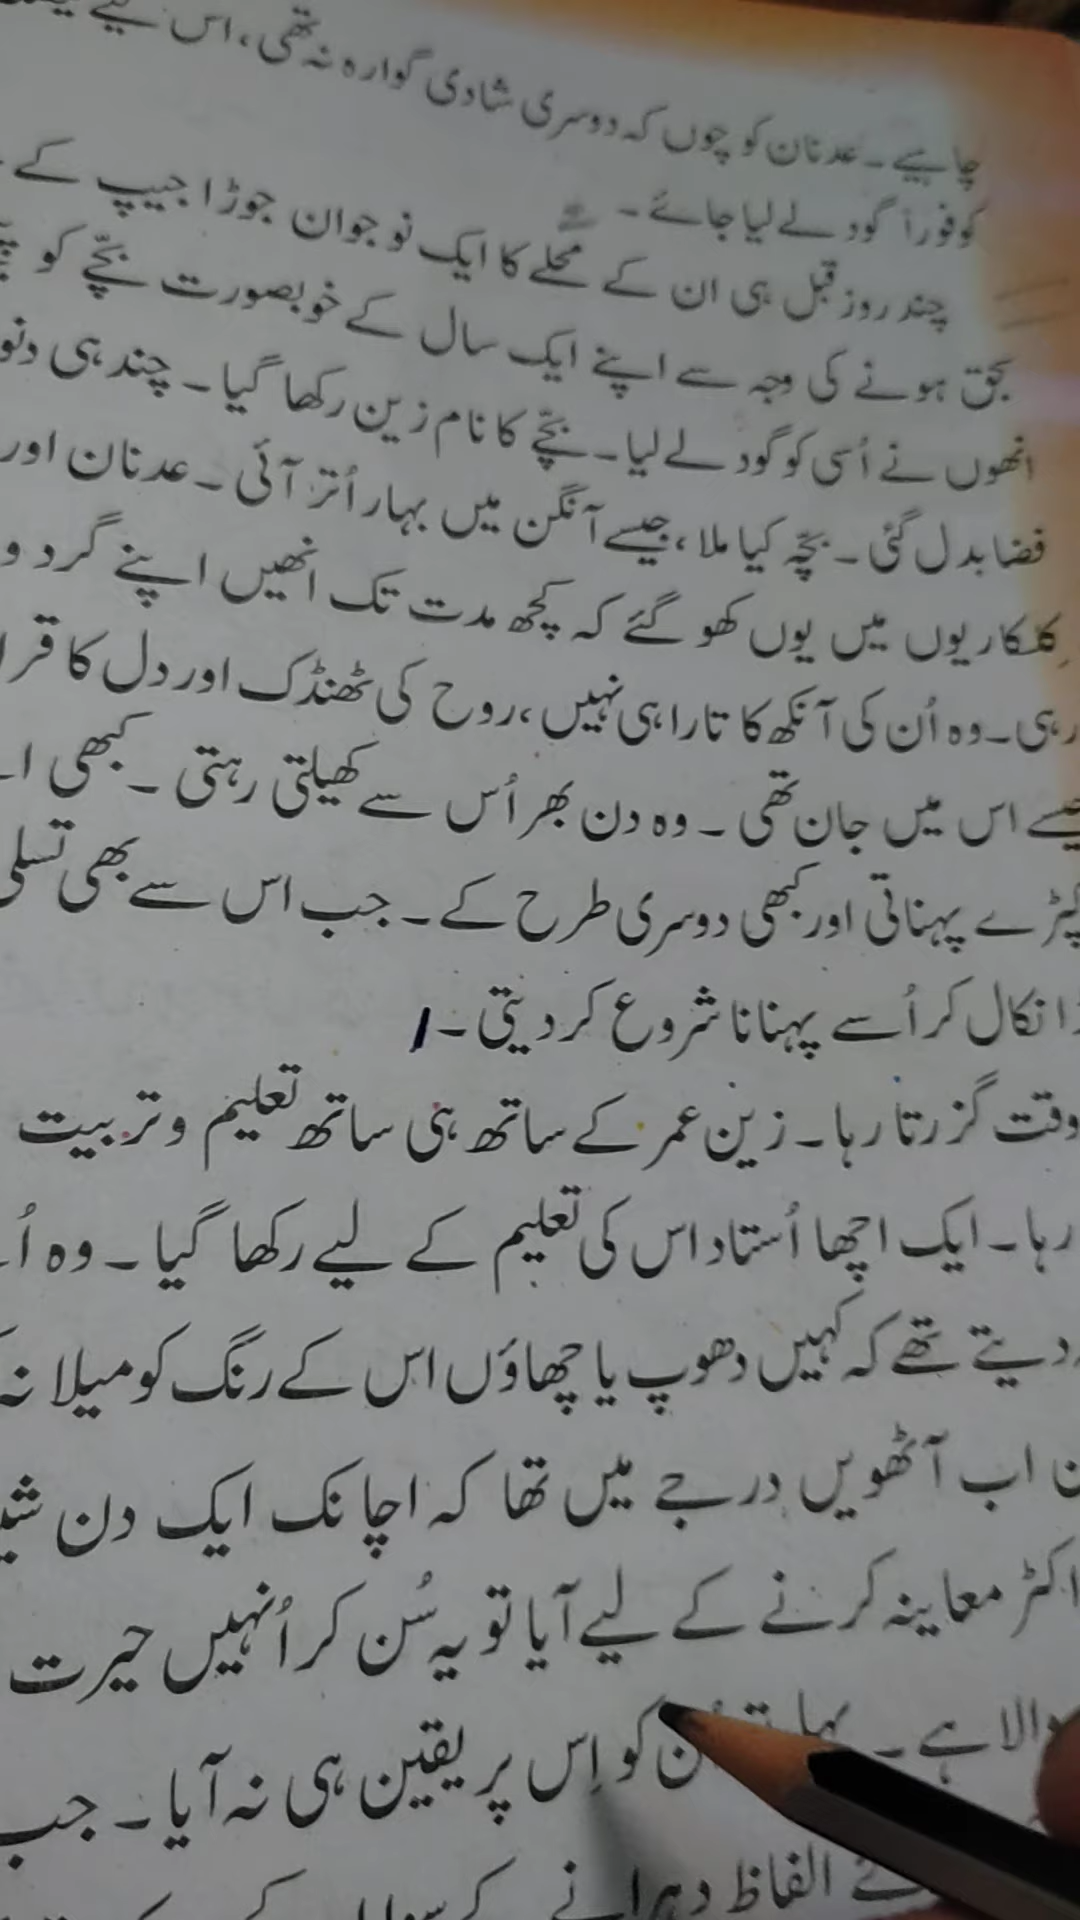 چاہیے۔ عدنان کو چوں کہ دوسری شادی گوارہ نہ تھی، اس لیے
کو فوراً گود لے لیا جائے۔
چند روز قبل ہی ان کے محلے کا ایک نوجوان جوڑا جیپ کے
بحق ہونے کی وجہ سے اپنے ایک سال کے خوبصورت بچّے کو
انھوں نے اُسی کو گود لے لیا۔ بچّے کا نام زین رکھا گیا۔ چند ہی دنو
فضا بدل گئی۔ بچّہ کیا ملا، جیسے آنگن میں بہار اُتر آئی۔ عدنان اور
کِلکاریوں میں یوں کھو گئے کہ کچھ مدت تک انھیں اپنے گرد و
رہی۔ وہ اُن کی آنکھ کا تارا ہی نہیں، روح کی ٹھنڈک اور دل کا قرا
جیسے اس میں جان تھی۔ وہ دن بھر اُس سے کھیلتی رہتی۔ کبھی
کپڑے پہناتی اور کبھی دوسری طرح کے۔ جب اس سے بھی تسلی
نکال کر اُسے پہنانا شروع کر دیتی۔
وقت گزرتا رہا۔ زین عمر کے ساتھ ہی ساتھ تعلیم و تربیت
رہا۔ ایک اچھا اُستاد اس کی تعلیم کے لیے رکھا گیا۔ وہ
دیتے تھے کہ کہیں دھوپ یا چھاؤں اس کے رنگ کو میلا نہ
ن اب آٹھویں درجے میں تھا کہ اچانک ایک دن
اکٹر معاینہ کرنے کے لیے آیا تو یہ سُن کر اُنہیں حیرت
والا ہے۔ کو اِس پر یقین ہی نہ آیا۔ جب
الفاظ دہرانے